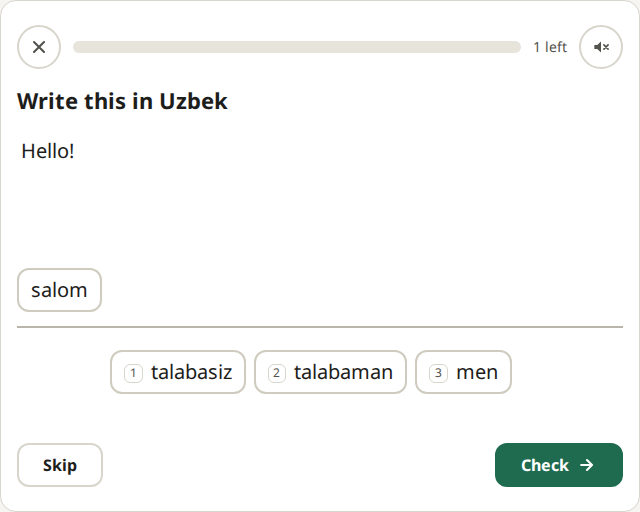 1 left
Write this in Uzbek
Hello!
salom
1 talabasiz 2 talabaman 3 men
Skip Check